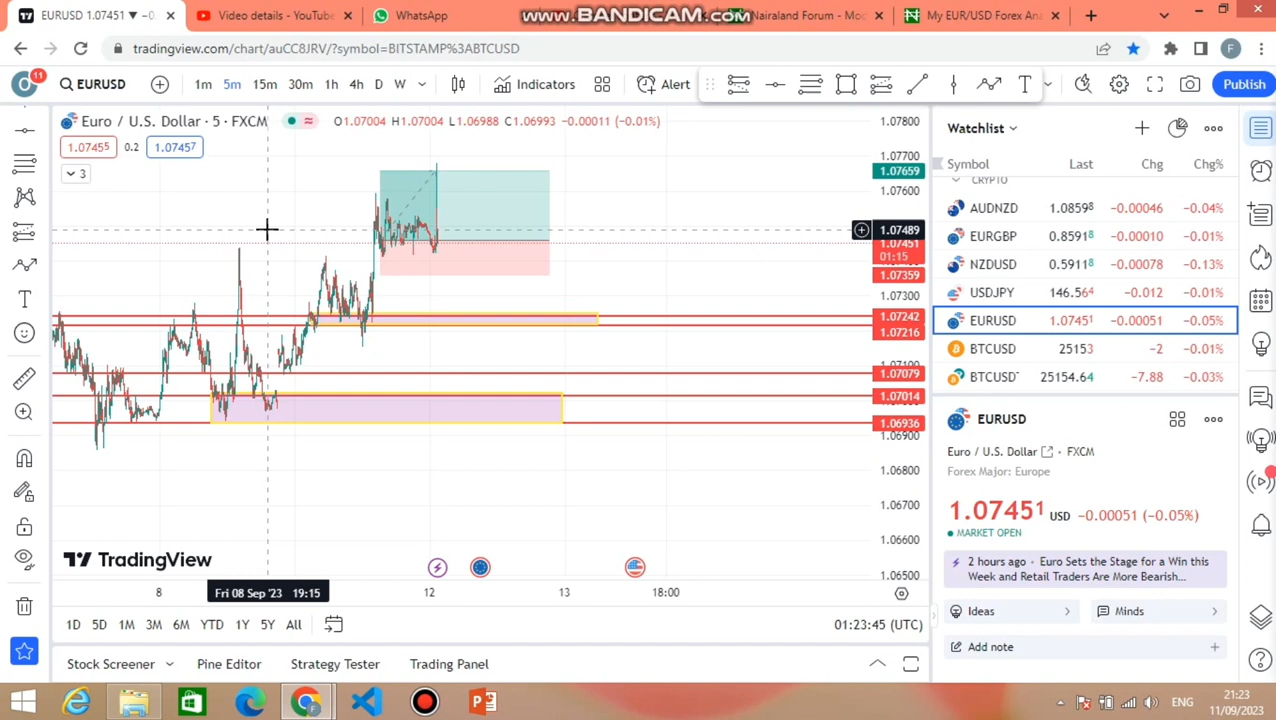 EURUSD 1.07451 ▼ −0.
Video details - YouTube
WhatsApp
www.BANDICAM.com
Nairaland Forum - Mod
My EUR/USD Forex Ana
tradingview.com/chart/auCC8JRV/?symbol=BITSTAMP%3ABTCUSD
F
11
EURUSD
1m 5m 15m 30m 1h 4h D W
Indicators
Alert
Publish
Euro / U.S. Dollar · 5 · FXCM
O1.07004 H1.07004 L1.06988 C1.06993 −0.00011 (−0.01%)
1.07455 0.2 1.07457
3
1.07800
1.07700
1.07659
1.07600
1.07489
1.07451
01:15
1.07359
1.07300
1.07242
1.07216
1.07100
1.07079
1.07014
1.06936
1.06900
1.06800
1.06700
1.06600
1.06500
TradingView
8
Fri 08 Sep '23 19:15
12
13
18:00
1D 5D 1M 3M 6M YTD 1Y 5Y All
01:23:45 (UTC)
Stock Screener
Pine Editor
Strategy Tester
Trading Panel
Watchlist
Symbol Last Chg Chg%
CRYPTO
AUDNZD 1.08598 −0.00046 −0.04%
EURGBP 0.85918 −0.00010 −0.01%
NZDUSD 0.59118 −0.00078 −0.13%
USDJPY 146.564 −0.012 −0.01%
EURUSD 1.07451 −0.00051 −0.05%
BTCUSD 25153 −2 −0.01%
BTCUSD 25154.64 −7.88 −0.03%
EURUSD
Euro / U.S. Dollar · FXCM
Forex Major: Europe
1.07451 USD −0.00051 (−0.05%)
MARKET OPEN
2 hours ago · Euro Sets the Stage for a Win this
Week and Retail Traders Are More Bearish...
Ideas
Minds
Add note
ENG
21:23
11/09/2023